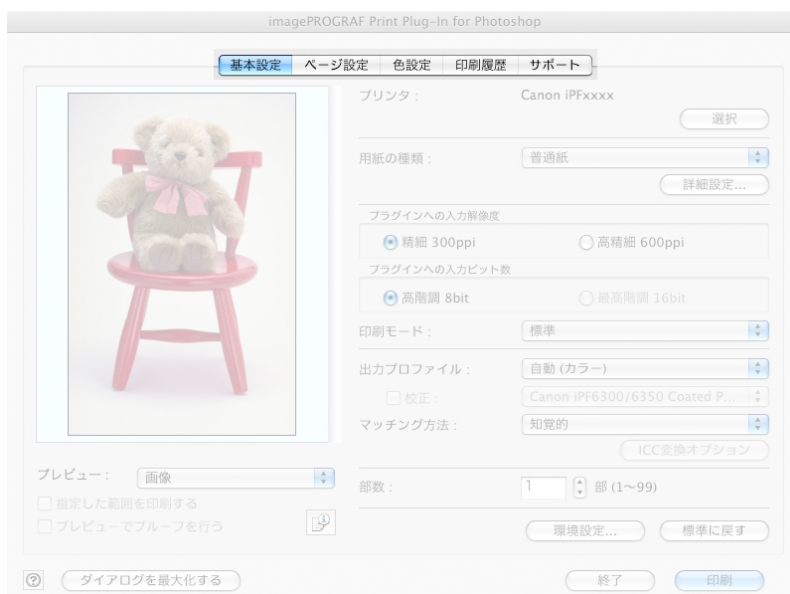 imagePROGRAF Print Plug-In for Photoshop
基本設定 ページ設定 色設定 印刷履歴 サポート
プリンタ : Canon iPFxxxx
選択
用紙の種類 : 普通紙
詳細設定...
プラグインへの入力解像度
精細 300ppi 高精細 600ppi
プラグインへの入力ビット数
高階調 8bit 最高階調 16bit
印刷モード : 標準
出力プロファイル : 自動 (カラー)
校正 : Canon iPF6300/6350 Coated P...
マッチング方法 : 知覚的
ICC変換オプション
プレビュー : 画像
指定した範囲を印刷する
プレビューでプルーフを行う
部数 : 1 部 (1〜99)
環境設定... 標準に戻す
? ダイアログを最大化する 終了 印刷